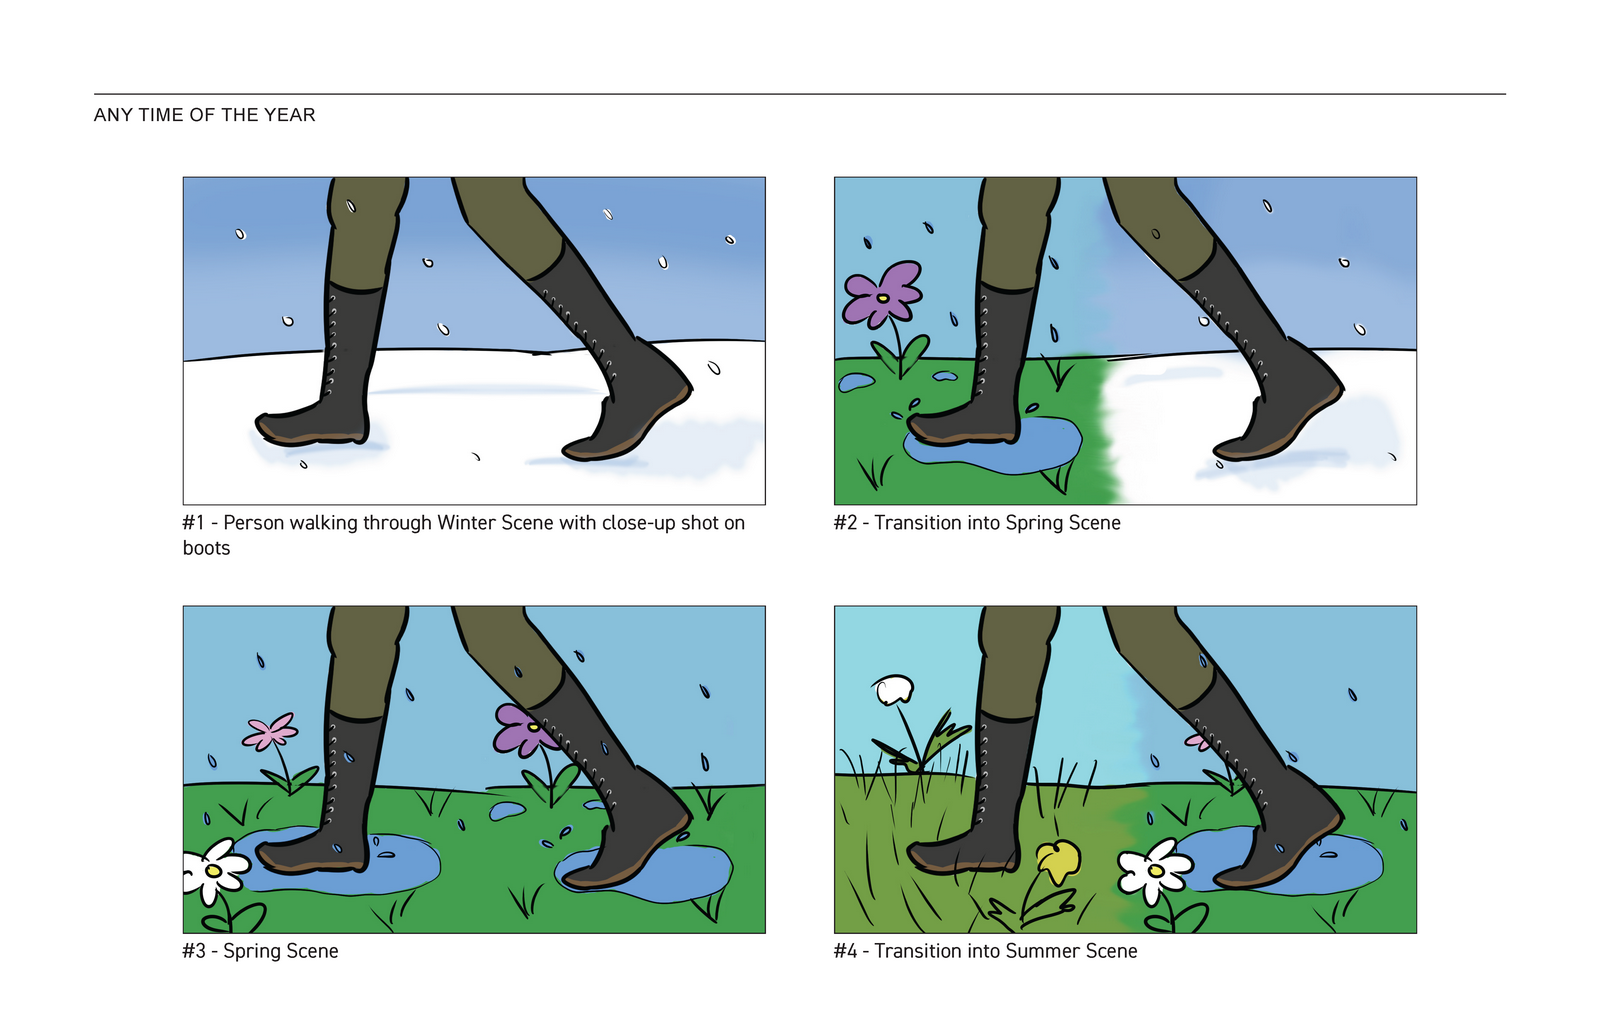 ANY TIME OF THE YEAR
#1 - Person walking through Winter Scene with close-up shot on
boots
#2 - Transition into Spring Scene
#3 - Spring Scene
#4 - Transition into Summer Scene